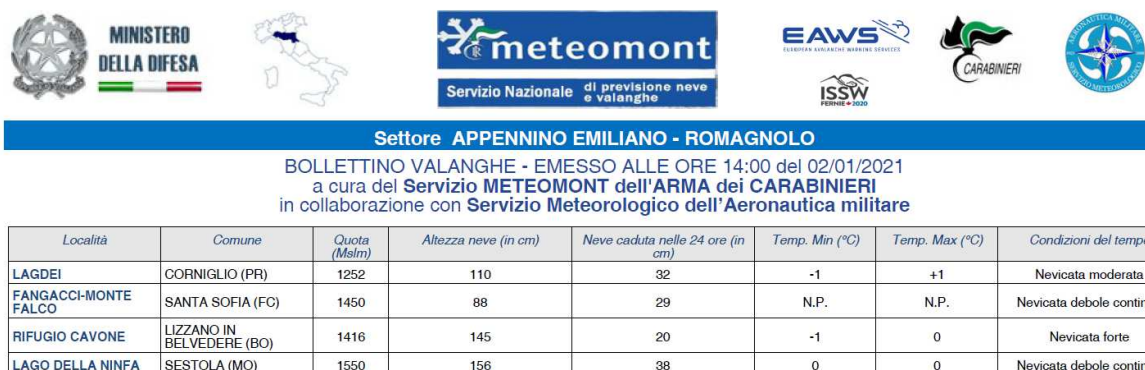 MINISTERO
DELLA DIFESA
meteomont
Servizio Nazionale di previsione neve e valanghe
EAWS
EUROPEAN AVALANCHE WARNING SERVICES
ISSW
FERNIE 2020
CARABINIERI
AERONAUTICA MILITARE
SERVIZIO METEOROLOGICO
Settore APPENNINO EMILIANO - ROMAGNOLO
BOLLETTINO VALANGHE - EMESSO ALLE ORE 14:00 del 02/01/2021
a cura del Servizio METEOMONT dell'ARMA dei CARABINIERI
in collaborazione con Servizio Meteorologico dell'Aeronautica militare
Località Comune Quota (Mslm) Altezza neve (in cm) Neve caduta nelle 24 ore (in cm) Temp. Min (°C) Temp. Max (°C) Condizioni del
LAGDEI CORNIGLIO (PR) 1252 110 32 -1 +1 Nevicata moderata
FANGACCI-MONTE FALCO SANTA SOFIA (FC) 1450 88 29 N.P. N.P. Nevicata debole
RIFUGIO CAVONE LIZZANO IN BELVEDERE (BO) 1416 145 20 -1 0 Nevicata forte
LAGO DELLA NINFA SESTOLA (MO) 1550 156 38 0 0 Nevicata debole